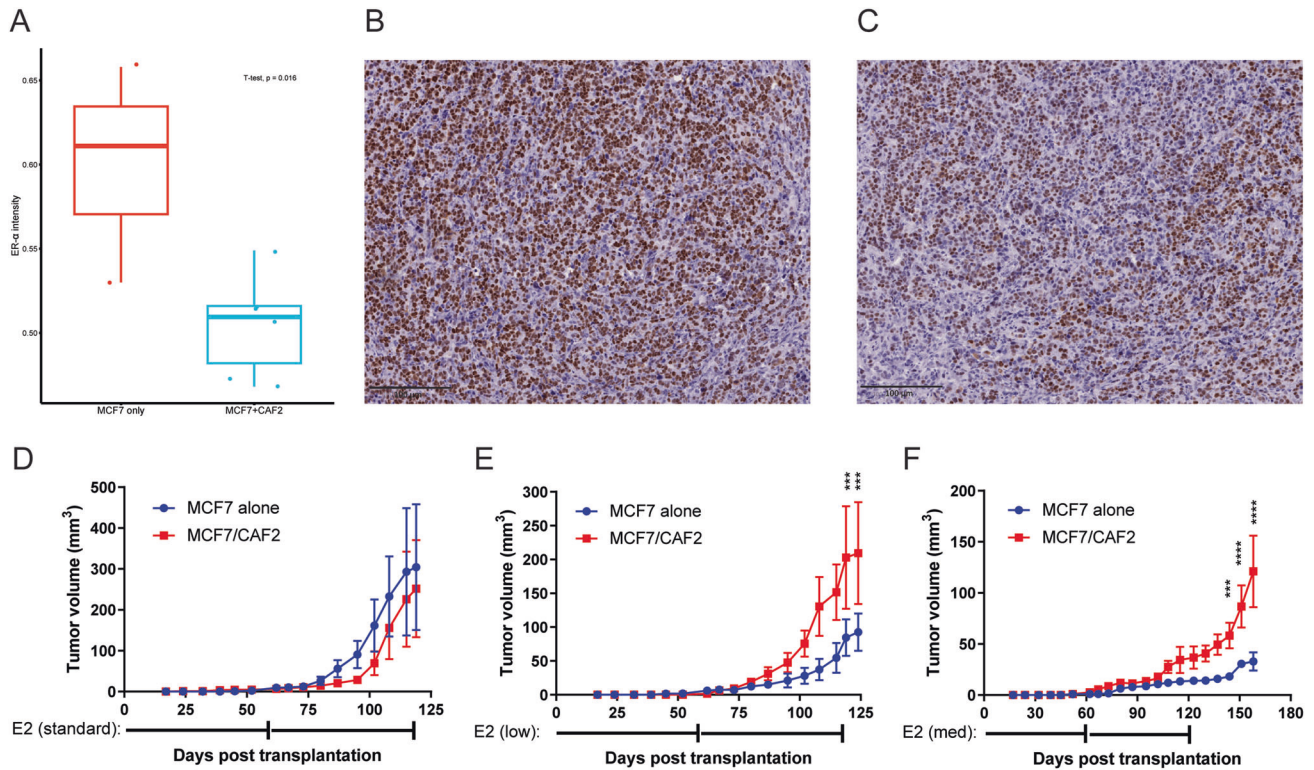 A
B
C
T-test, p = 0.016
0.65
0.60
0.55
0.50
ER-α intensity
MCF7 only
MCF7+CAF2
100 µm
100 µm
D
Tumor volume (mm³)
500
400
300
200
100
0
MCF7 alone
MCF7/CAF2
0 25 50 75 100 125
E2 (standard):
Days post transplantation
E
Tumor volume (mm³)
300
250
200
150
100
50
0
MCF7 alone
MCF7/CAF2
***
***
0 25 50 75 100 125
E2 (low):
Days post transplantation
F
Tumor volume (mm³)
200
150
100
50
0
MCF7 alone
MCF7/CAF2
***
****
****
0 30 60 90 120 150 180
E2 (med):
Days post transplantation